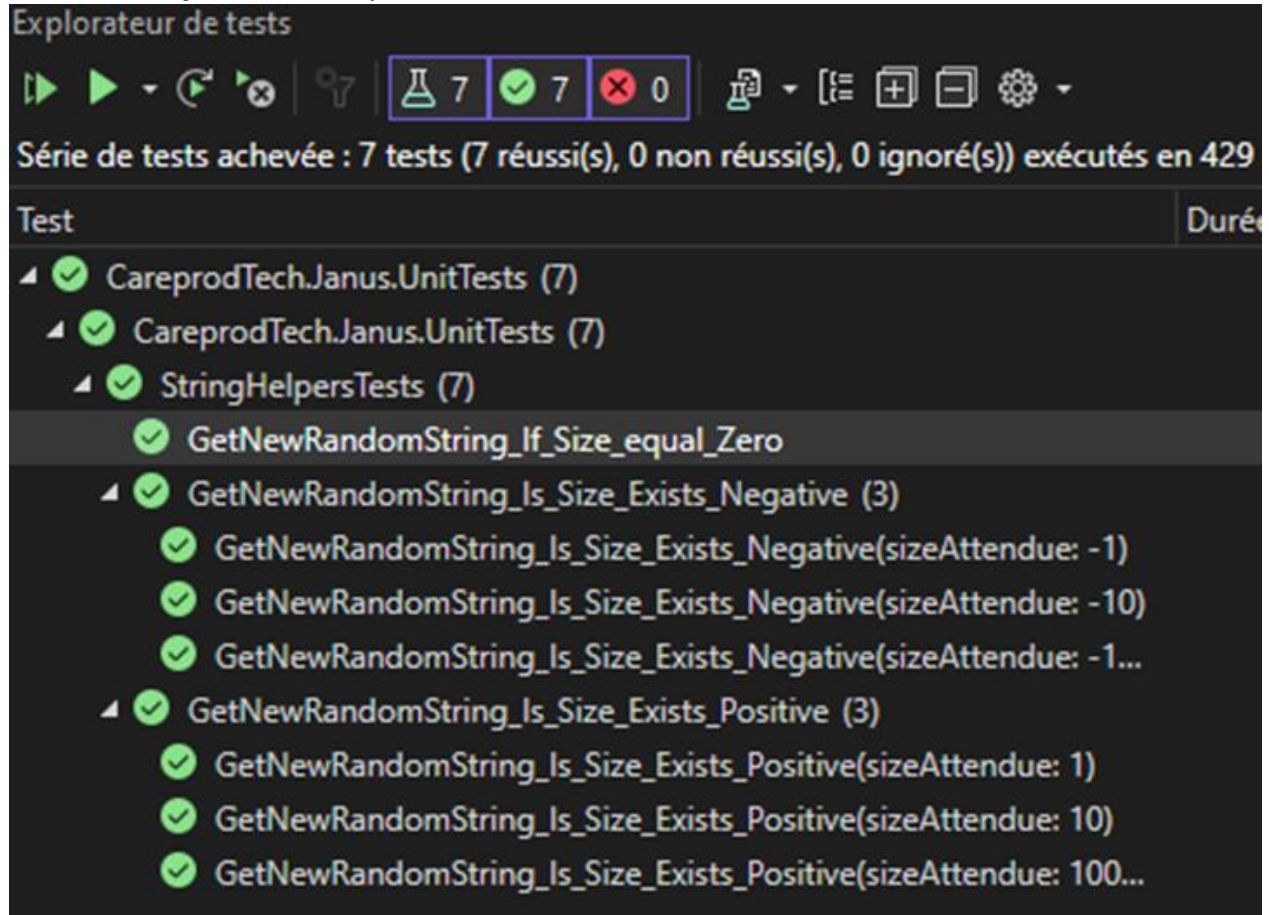 Explorateur de tests
7 7 0
Série de tests achevée : 7 tests (7 réussi(s), 0 non réussi(s), 0 ignoré(s)) exécutés en 429
Test Durée
CareprodTech.Janus.UnitTests (7)
CareprodTech.Janus.UnitTests (7)
StringHelpersTests (7)
GetNewRandomString_If_Size_equal_Zero
GetNewRandomString_Is_Size_Exists_Negative (3)
GetNewRandomString_Is_Size_Exists_Negative(sizeAttendue: -1)
GetNewRandomString_Is_Size_Exists_Negative(sizeAttendue: -10)
GetNewRandomString_Is_Size_Exists_Negative(sizeAttendue: -1...
GetNewRandomString_Is_Size_Exists_Positive (3)
GetNewRandomString_Is_Size_Exists_Positive(sizeAttendue: 1)
GetNewRandomString_Is_Size_Exists_Positive(sizeAttendue: 10)
GetNewRandomString_Is_Size_Exists_Positive(sizeAttendue: 100...